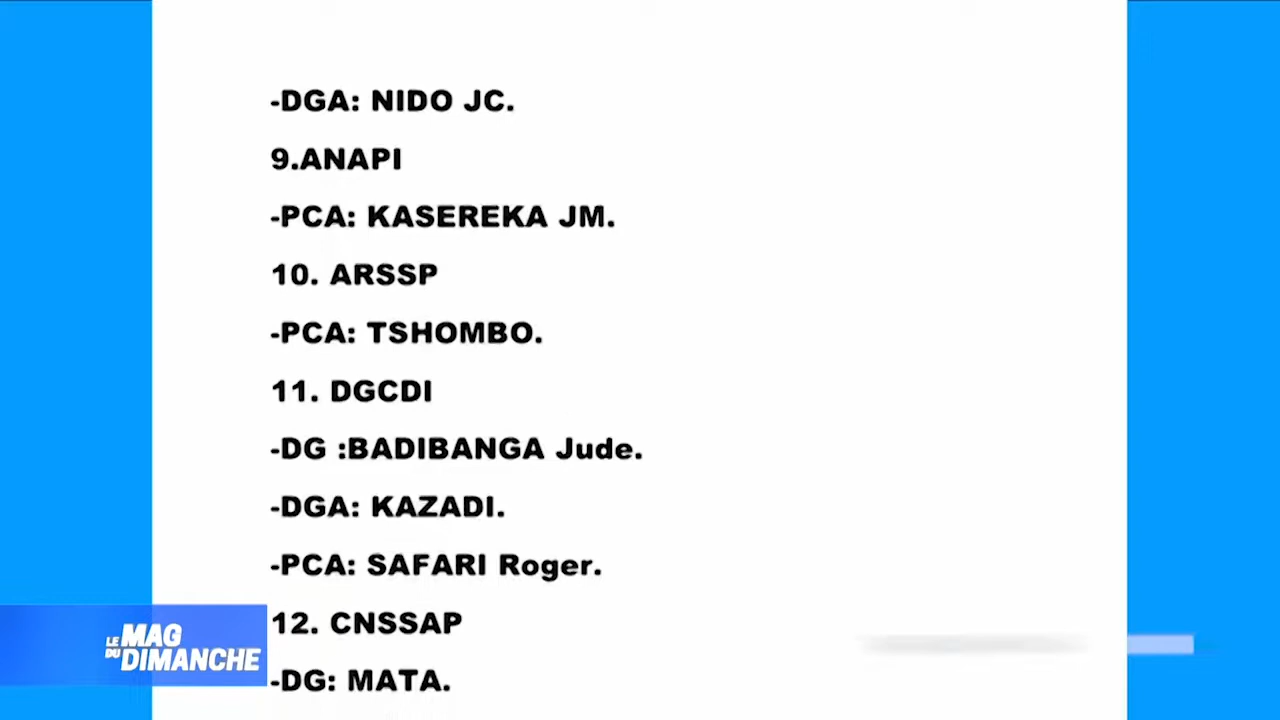 -DGA: NIDO JC.
9.ANAPI
-PCA: KASEREKA JM.
10. ARSSP
-PCA: TSHOMBO.
11. DGCDI
-DG :BADIBANGA Jude.
-DGA: KAZADI.
-PCA: SAFARI Roger.
12. CNSSAP
-DG: MATA.
LE MAG
DU DIMANCHE